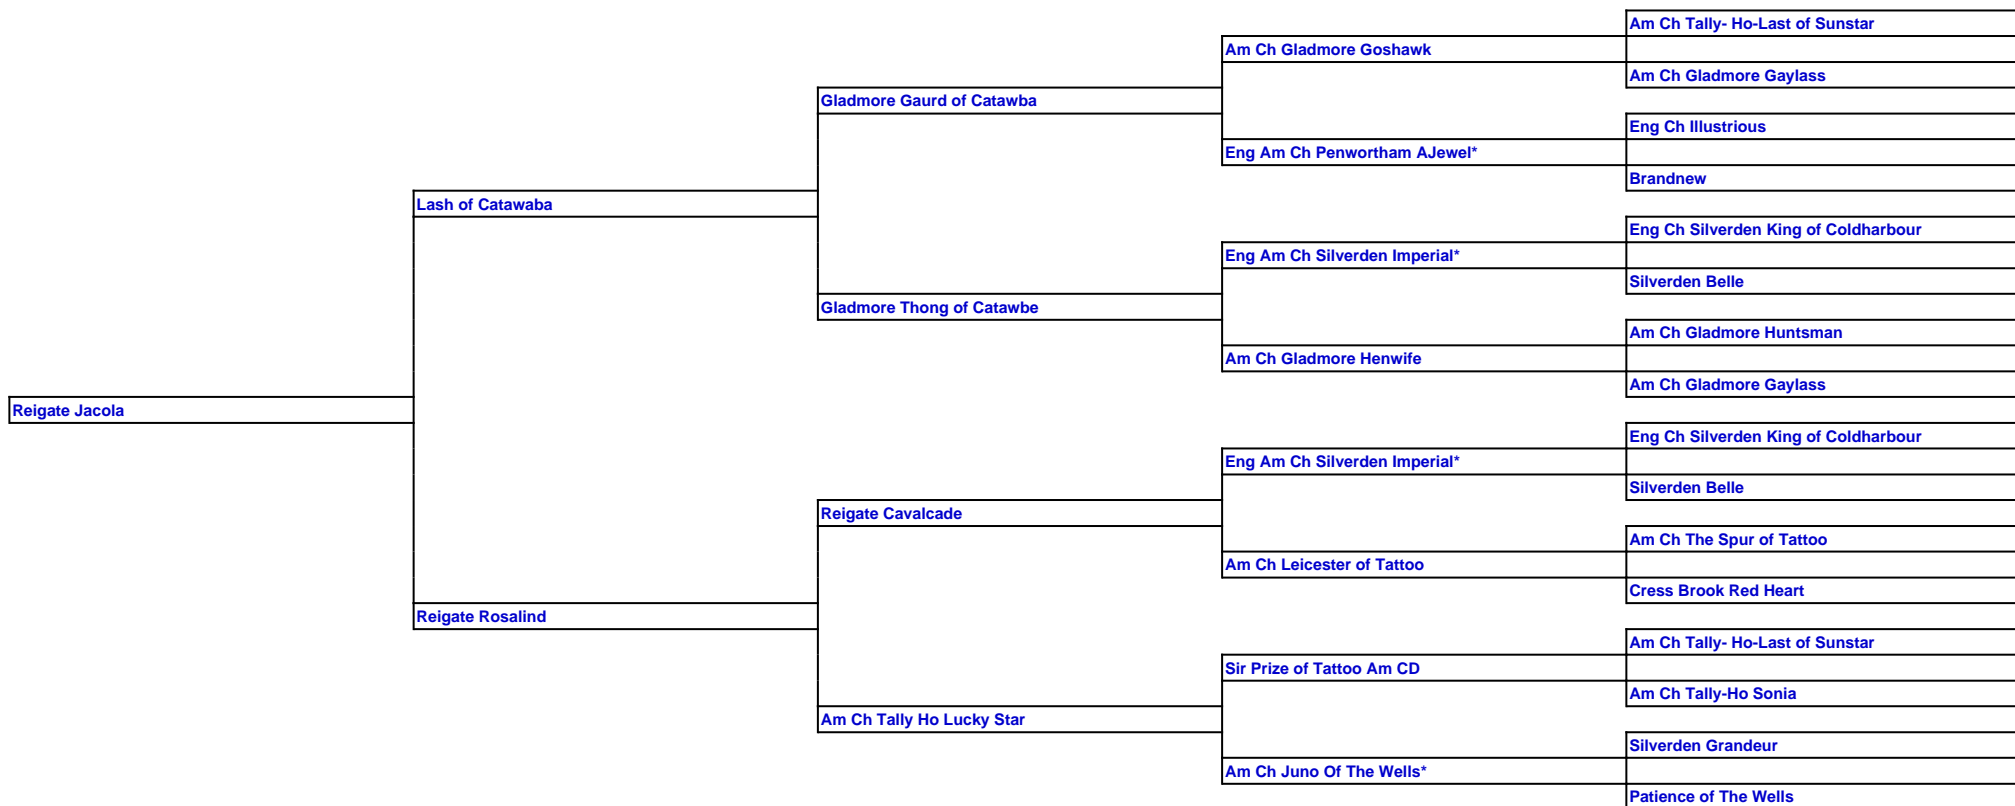 Am Ch Tally- Ho-Last of Sunstar
Am Ch Gladmore Goshawk
Am Ch Gladmore Gaylass
Gladmore Gaurd of Catawba
Eng Ch Illustrious
Eng Am Ch Penwortham AJewel*
Brandnew
Lash of Catawaba
Eng Ch Silverden King of Coldharbour
Eng Am Ch Silverden Imperial*
Silverden Belle
Gladmore Thong of Catawbe
Am Ch Gladmore Huntsman
Am Ch Gladmore Henwife
Am Ch Gladmore Gaylass
Reigate Jacola
Eng Ch Silverden King of Coldharbour
Eng Am Ch Silverden Imperial*
Silverden Belle
Reigate Cavalcade
Am Ch The Spur of Tattoo
Am Ch Leicester of Tattoo
Cress Brook Red Heart
Reigate Rosalind
Am Ch Tally- Ho-Last of Sunstar
Sir Prize of Tattoo Am CD
Am Ch Tally-Ho Sonia
Am Ch Tally Ho Lucky Star
Silverden Grandeur
Am Ch Juno Of The Wells*
Patience of The Wells